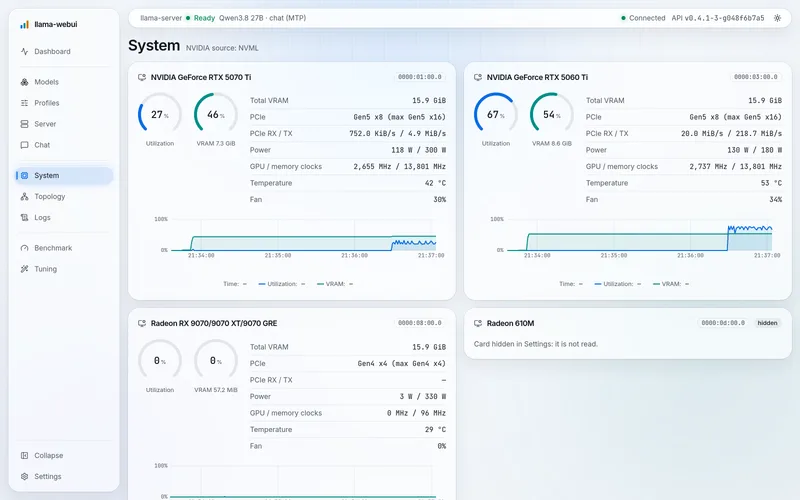 llama-webui
llama-server Ready Qwen3.8 27B · chat (MTP)
Connected API v0.4.1-3-g048f6b7a5
Dashboard
Models
Profiles
Server
Chat
System
Topology
Logs
Benchmark
Tuning
Collapse
Settings
System NVIDIA source: NVML
NVIDIA GeForce RTX 5070 Ti 0000:01:00.0
27 %
Utilization
46 %
VRAM 7.3 GiB
Total VRAM 15.9 GiB
PCIe Gen5 x8 (max Gen5 x16)
PCIe RX / TX 752.0 KiB/s / 4.9 MiB/s
Power 118 W / 300 W
GPU / memory clocks 2,655 MHz / 13,801 MHz
Temperature 42 °C
Fan 30%
100%
0%
21:34:00 21:35:00 21:36:00 21:37:00
Time: – Utilization: – VRAM: –
NVIDIA GeForce RTX 5060 Ti 0000:03:00.0
67 %
Utilization
54 %
VRAM 8.6 GiB
Total VRAM 15.9 GiB
PCIe Gen5 x8 (max Gen5 x16)
PCIe RX / TX 20.0 MiB/s / 218.7 MiB/s
Power 130 W / 180 W
GPU / memory clocks 2,737 MHz / 13,801 MHz
Temperature 53 °C
Fan 34%
100%
0%
21:34:00 21:35:00 21:36:00 21:37:00
Time: – Utilization: – VRAM: –
Radeon RX 9070/9070 XT/9070 GRE 0000:08:00.0
0 %
Utilization
0 %
VRAM 57.2 MiB
Total VRAM 15.9 GiB
PCIe Gen4 x4 (max Gen4 x4)
PCIe RX / TX –
Power 3 W / 330 W
GPU / memory clocks 0 MHz / 96 MHz
Temperature 29 °C
Fan 0%
100%
0%
Radeon 610M 0000:0d:00.0 hidden
Card hidden in Settings: it is not read.